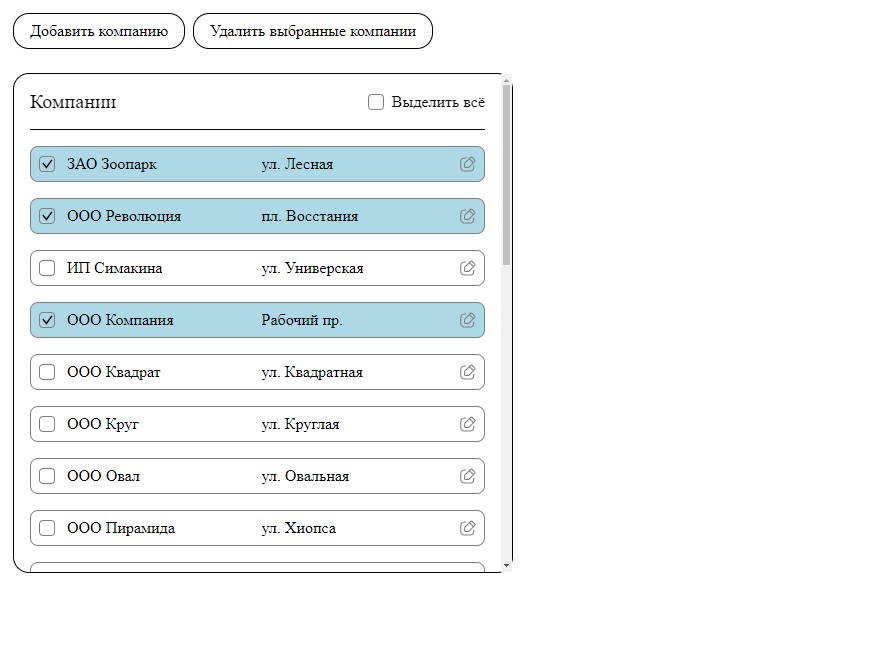 Добавить компанию Удалить выбранные компании
Компании Выделить всё
ЗАО Зоопарк ул. Лесная
ООО Революция пл. Восстания
ИП Симакина ул. Универская
ООО Компания Рабочий пр.
ООО Квадрат ул. Квадратная
ООО Круг ул. Круглая
ООО Овал ул. Овальная
ООО Пирамида ул. Хиопса